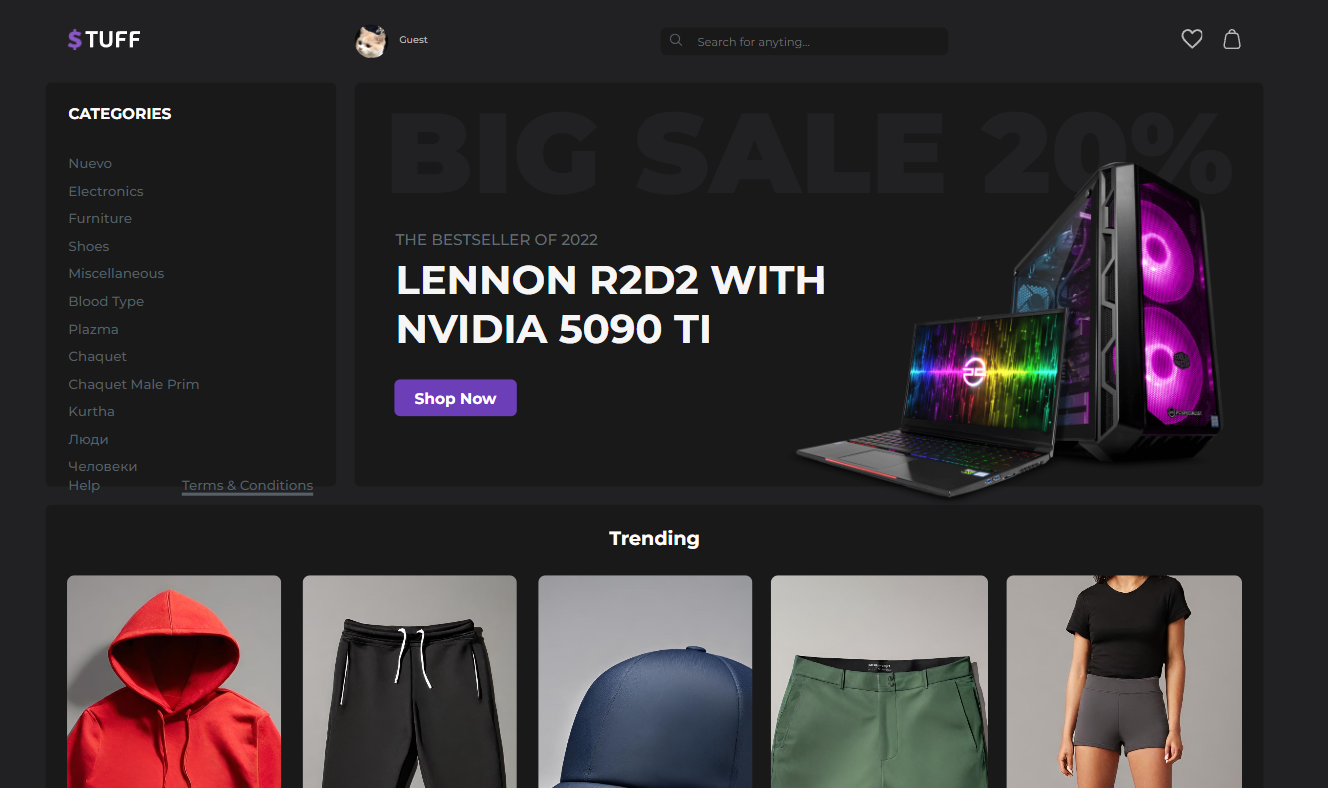 $TUFF
Guest
Search for anyting...
CATEGORIES
Nuevo
Electronics
Furniture
Shoes
Miscellaneous
Blood Type
Plazma
Chaquet
Chaquet Male Prim
Kurtha
Люди
Человеки
Help
Terms & Conditions
BIG SALE 20%
THE BESTSELLER OF 2022
LENNON R2D2 WITH
NVIDIA 5090 TI
Shop Now
Trending